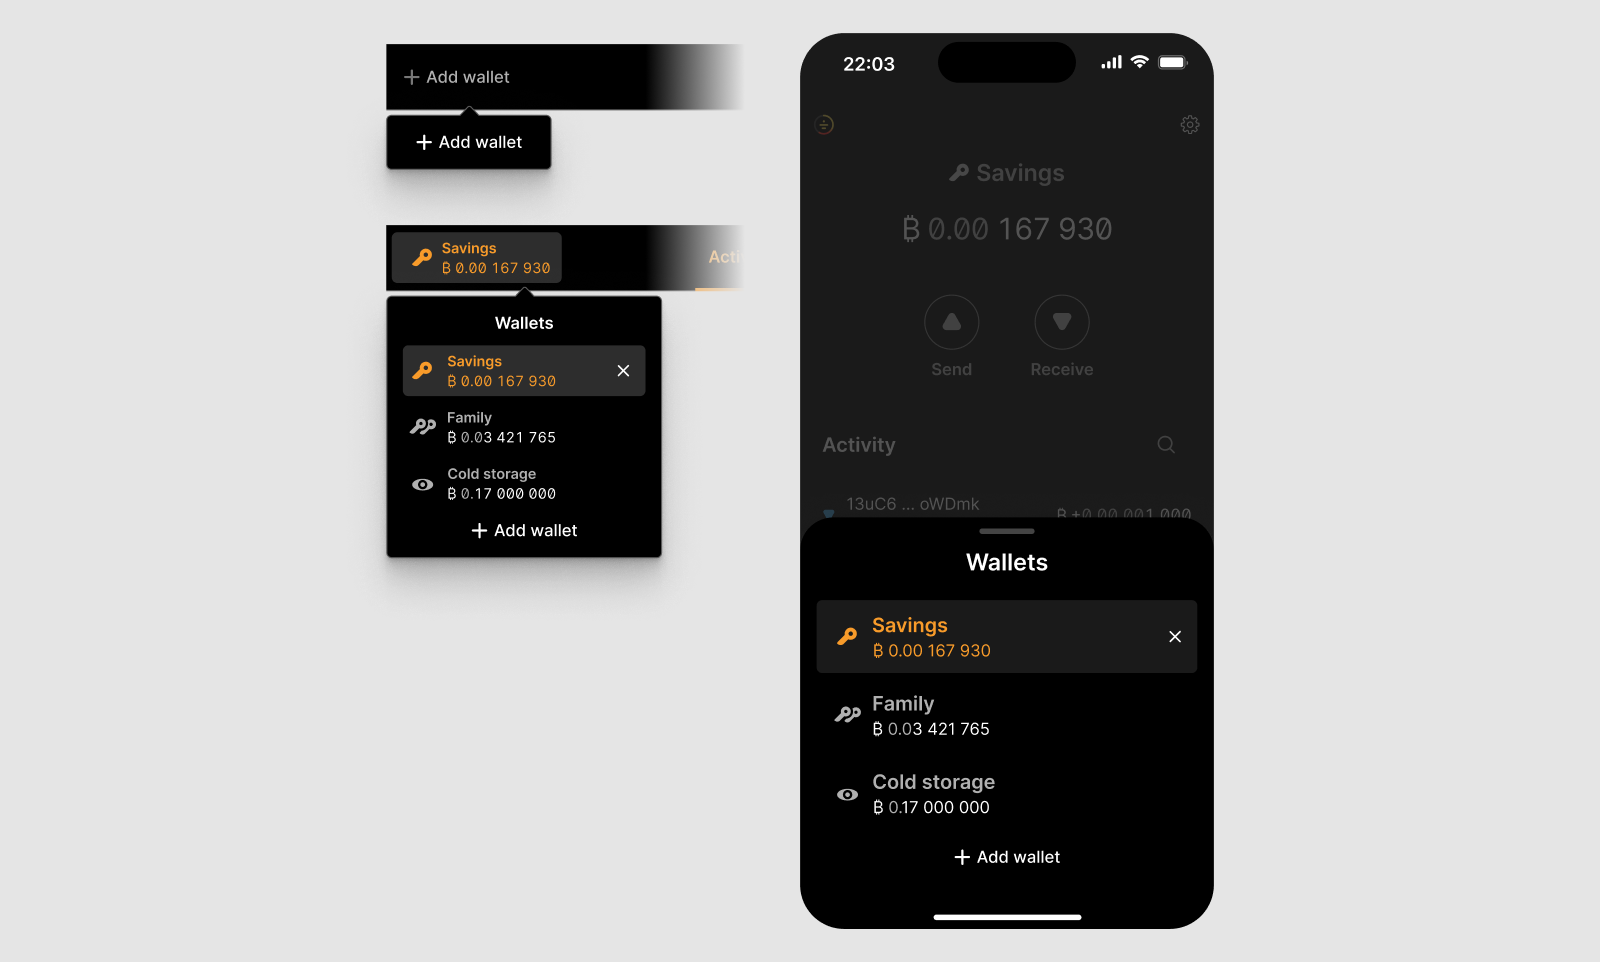 Add wallet
Add wallet
Savings
₿ 0.00 167 930
Wallets
Savings
₿ 0.00 167 930
Family
₿ 0.03 421 765
Cold storage
₿ 0.17 000 000
Add wallet
22:03
Savings
₿ 0.00 167 930
Send
Receive
Activity
13uC6 ... oWDmk
₿ +0.00 001 000
Wallets
Savings
₿ 0.00 167 930
Family
₿ 0.03 421 765
Cold storage
₿ 0.17 000 000
Add wallet